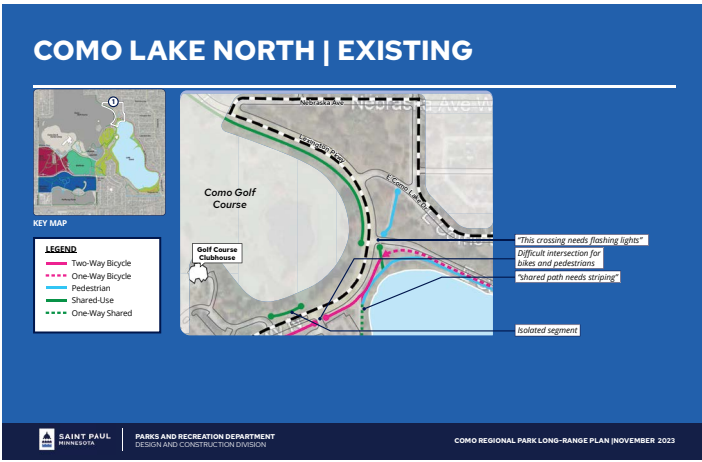 COMO LAKE NORTH | EXISTING
1
KEY MAP
LEGEND
Two-Way Bicycle
One-Way Bicycle
Pedestrian
Shared-Use
One-Way Shared
Nebraska Ave
Nebraska Ave W
Lexington Pkwy
E Como Lake Dr
Como Golf
Course
Golf Course
Clubhouse
"This crossing needs flashing lights"
Difficult intersection for
bikes and pedestrians
"shared path needs striping"
Isolated segment
SAINT PAUL
MINNESOTA
PARKS AND RECREATION DEPARTMENT
DESIGN AND CONSTRUCTION DIVISION
COMO REGIONAL PARK LONG-RANGE PLAN |NOVEMBER 2023